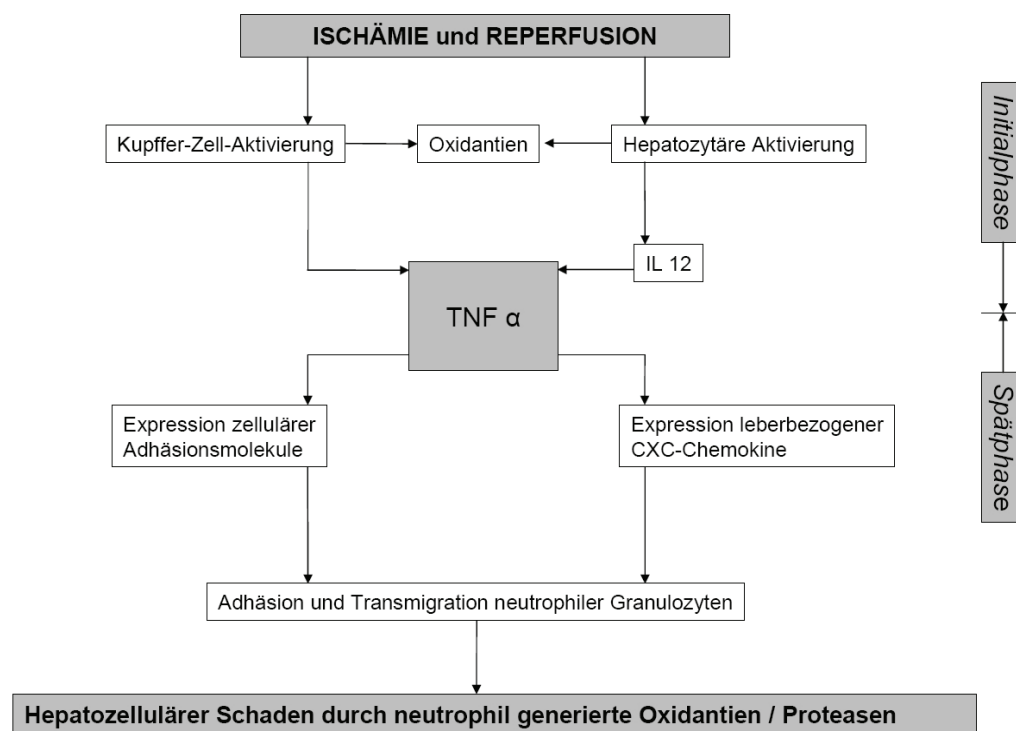 ISCHÄMIE und REPERFUSION
Kupffer-Zell-Aktivierung
Oxidantien
Hepatozytäre Aktivierung
Initialphase
IL 12
TNF α
Expression zellulärer
Adhäsionsmolekule
Expression leberbezogener
CXC-Chemokine
Spätphase
Adhäsion und Transmigration neutrophiler Granulozyten
Hepatozellulärer Schaden durch neutrophil generierte Oxidantien / Proteasen